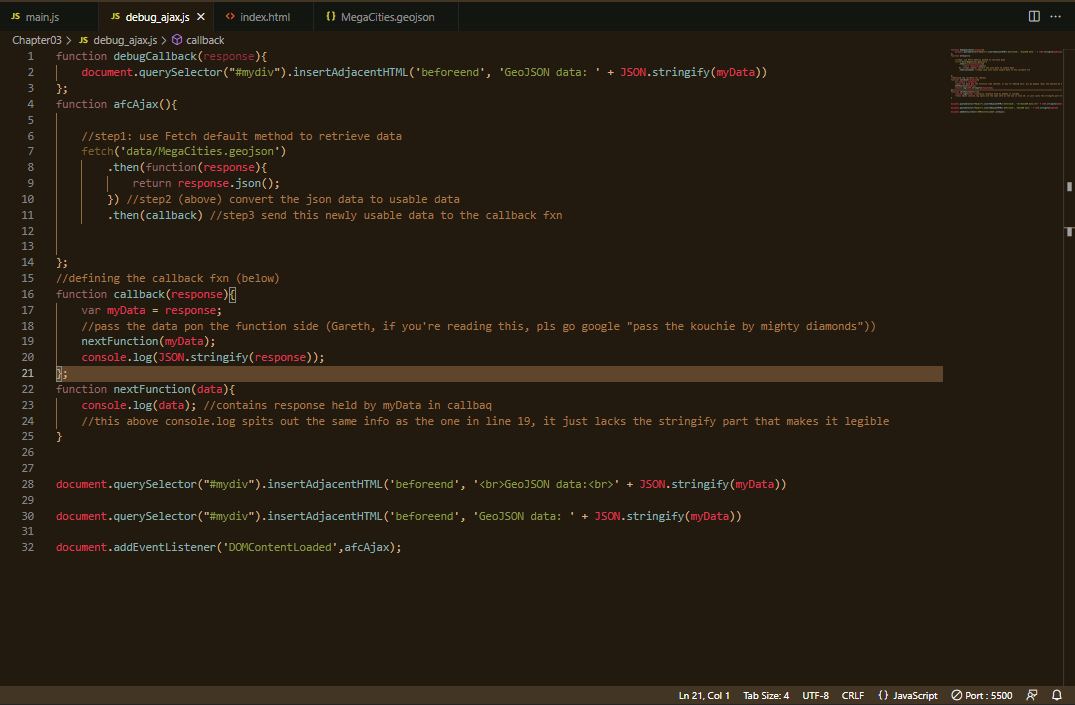 JS main.js JS debug_ajax.js × <> index.html {} MegaCities.geojson ···
Chapter03 > JS debug_ajax.js > callback
1 function debugCallback(response){
2 document.querySelector("#mydiv").insertAdjacentHTML('beforeend', 'GeoJSON data: ' + JSON.stringify(myData))
3 };
4 function afcAjax(){
5
6 //step1: use Fetch default method to retrieve data
7 fetch('data/MegaCities.geojson')
8 .then(function(response){
9 return response.json();
10 }) //step2 (above) convert the json data to usable data
11 .then(callback) //step3 send this newly usable data to the callback fxn
12
13
14 };
15 //defining the callback fxn (below)
16 function callback(response){
17 var myData = response;
18 //pass the data pon the function side (Gareth, if you're reading this, pls go google "pass the kouchie by mighty diamonds"))
19 nextFunction(myData);
20 console.log(JSON.stringify(response));
21 };
22 function nextFunction(data){
23 console.log(data); //contains response held by myData in callbaq
24 //this above console.log spits out the same info as the one in line 19, it just lacks the stringify part that makes it legible
25 }
26
27
28 document.querySelector("#mydiv").insertAdjacentHTML('beforeend', '<br>GeoJSON data:<br>' + JSON.stringify(myData))
29
30 document.querySelector("#mydiv").insertAdjacentHTML('beforeend', 'GeoJSON data: ' + JSON.stringify(myData))
31
32 document.addEventListener('DOMContentLoaded',afcAjax);
Ln 21, Col 1 Tab Size: 4 UTF-8 CRLF {} JavaScript Port : 5500